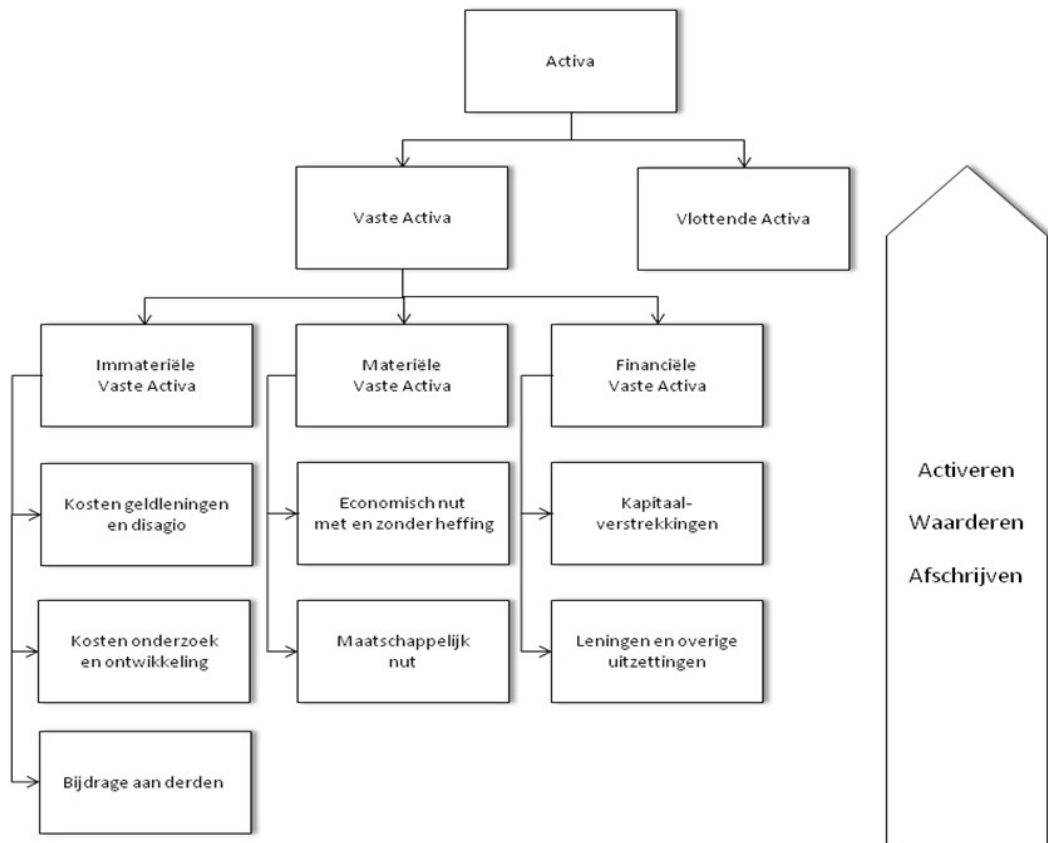 Activa
Vaste Activa
Vlottende Activa
Immateriële
Vaste Activa
Materiële
Vaste Activa
Financiële
Vaste Activa
Kosten geldleningen
en disagio
Economisch nut
met en zonder heffing
Kapitaal-
verstrekkingen
Kosten onderzoek
en ontwikkeling
Maatschappelijk
nut
Leningen en overige
uitzettingen
Bijdrage aan derden
Activeren
Waarderen
Afschrijven